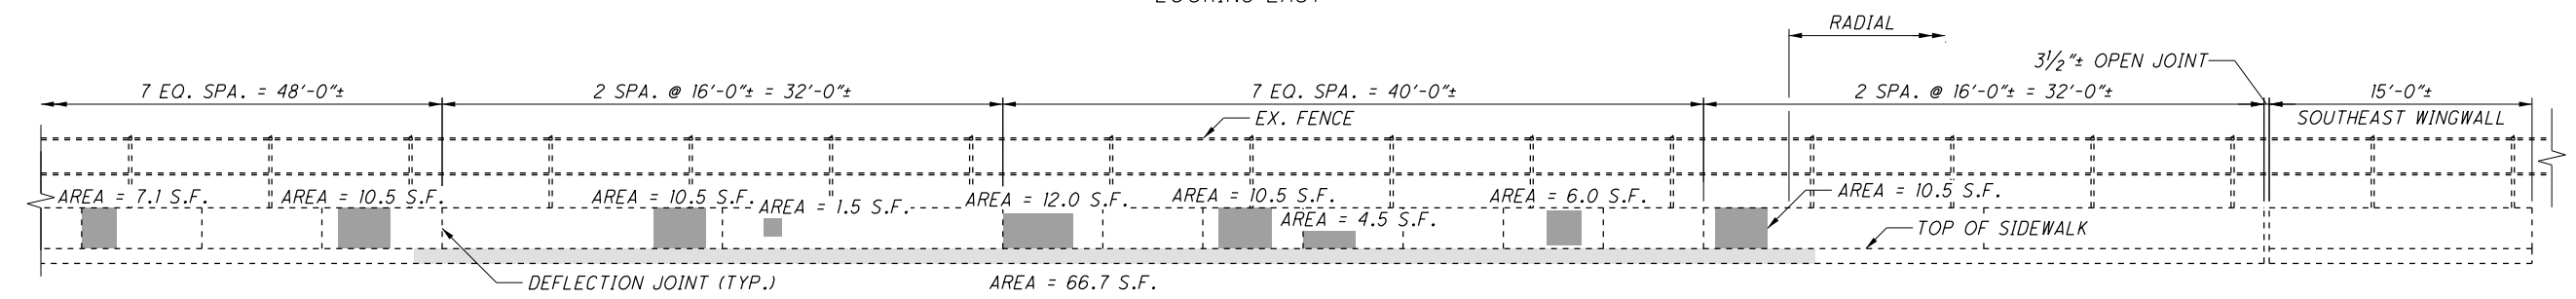 RADIAL
3 1/2"± OPEN JOINT
7 EQ. SPA. = 48'-0"±
2 SPA. @ 16'-0"± = 32'-0"±
7 EQ. SPA. = 40'-0"±
2 SPA. @ 16'-0"± = 32'-0"±
15'-0"±
EX. FENCE
SOUTHEAST WINGWALL
AREA = 7.1 S.F.
AREA = 10.5 S.F.
AREA = 10.5 S.F.
AREA = 1.5 S.F.
AREA = 12.0 S.F.
AREA = 10.5 S.F.
AREA = 4.5 S.F.
AREA = 6.0 S.F.
AREA = 10.5 S.F.
TOP OF SIDEWALK
DEFLECTION JOINT (TYP.)
AREA = 66.7 S.F.